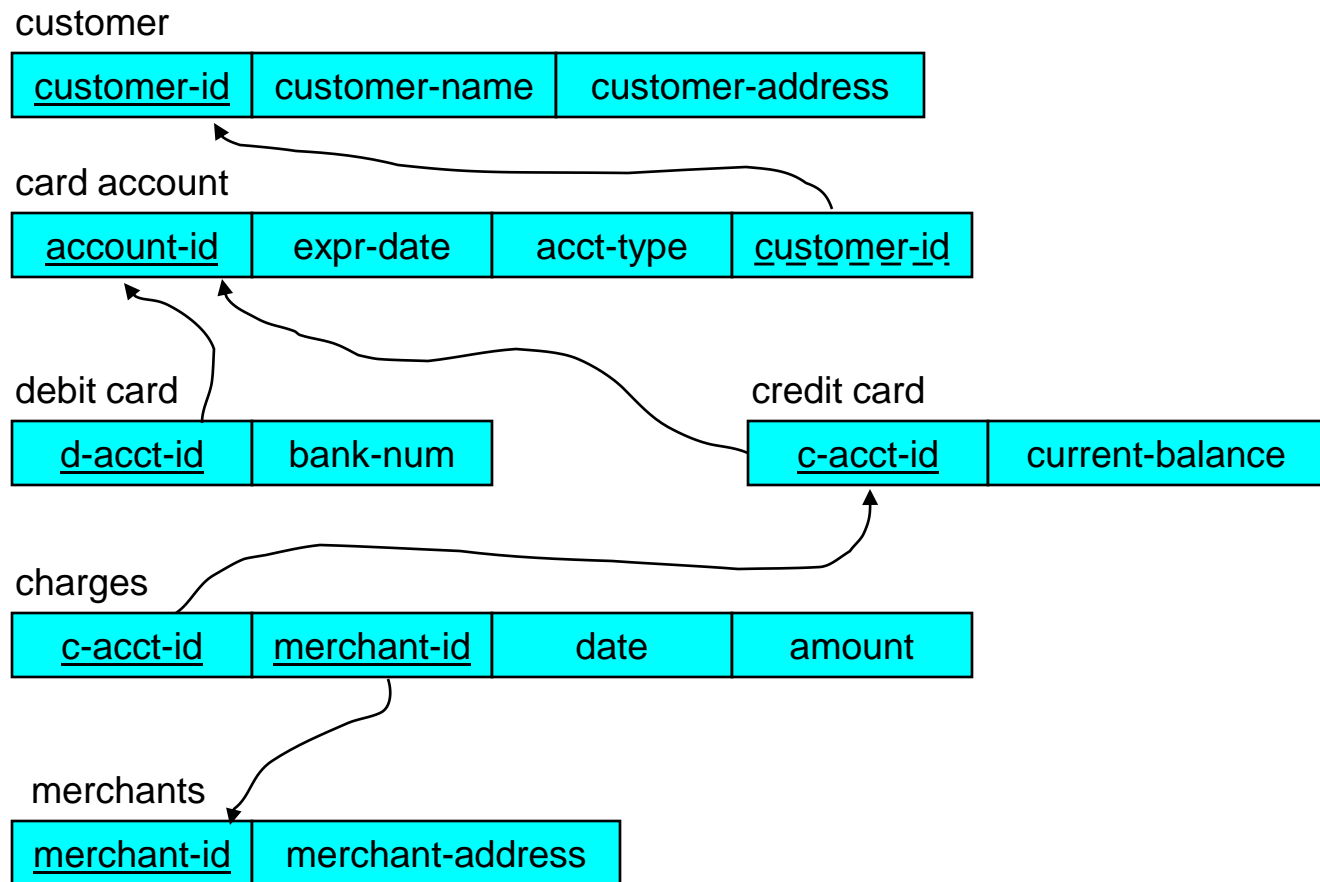 customer
customer-id customer-name customer-address
card account
account-id expr-date acct-type customer-id
debit card credit card
d-acct-id bank-num c-acct-id current-balance
charges
c-acct-id merchant-id date amount
merchants
merchant-id merchant-address